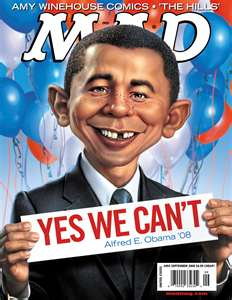 AMY WINEHOUSE COMICS • 'THE HILLS'
MAD
YES WE CAN'T
Alfred E. Obama '08